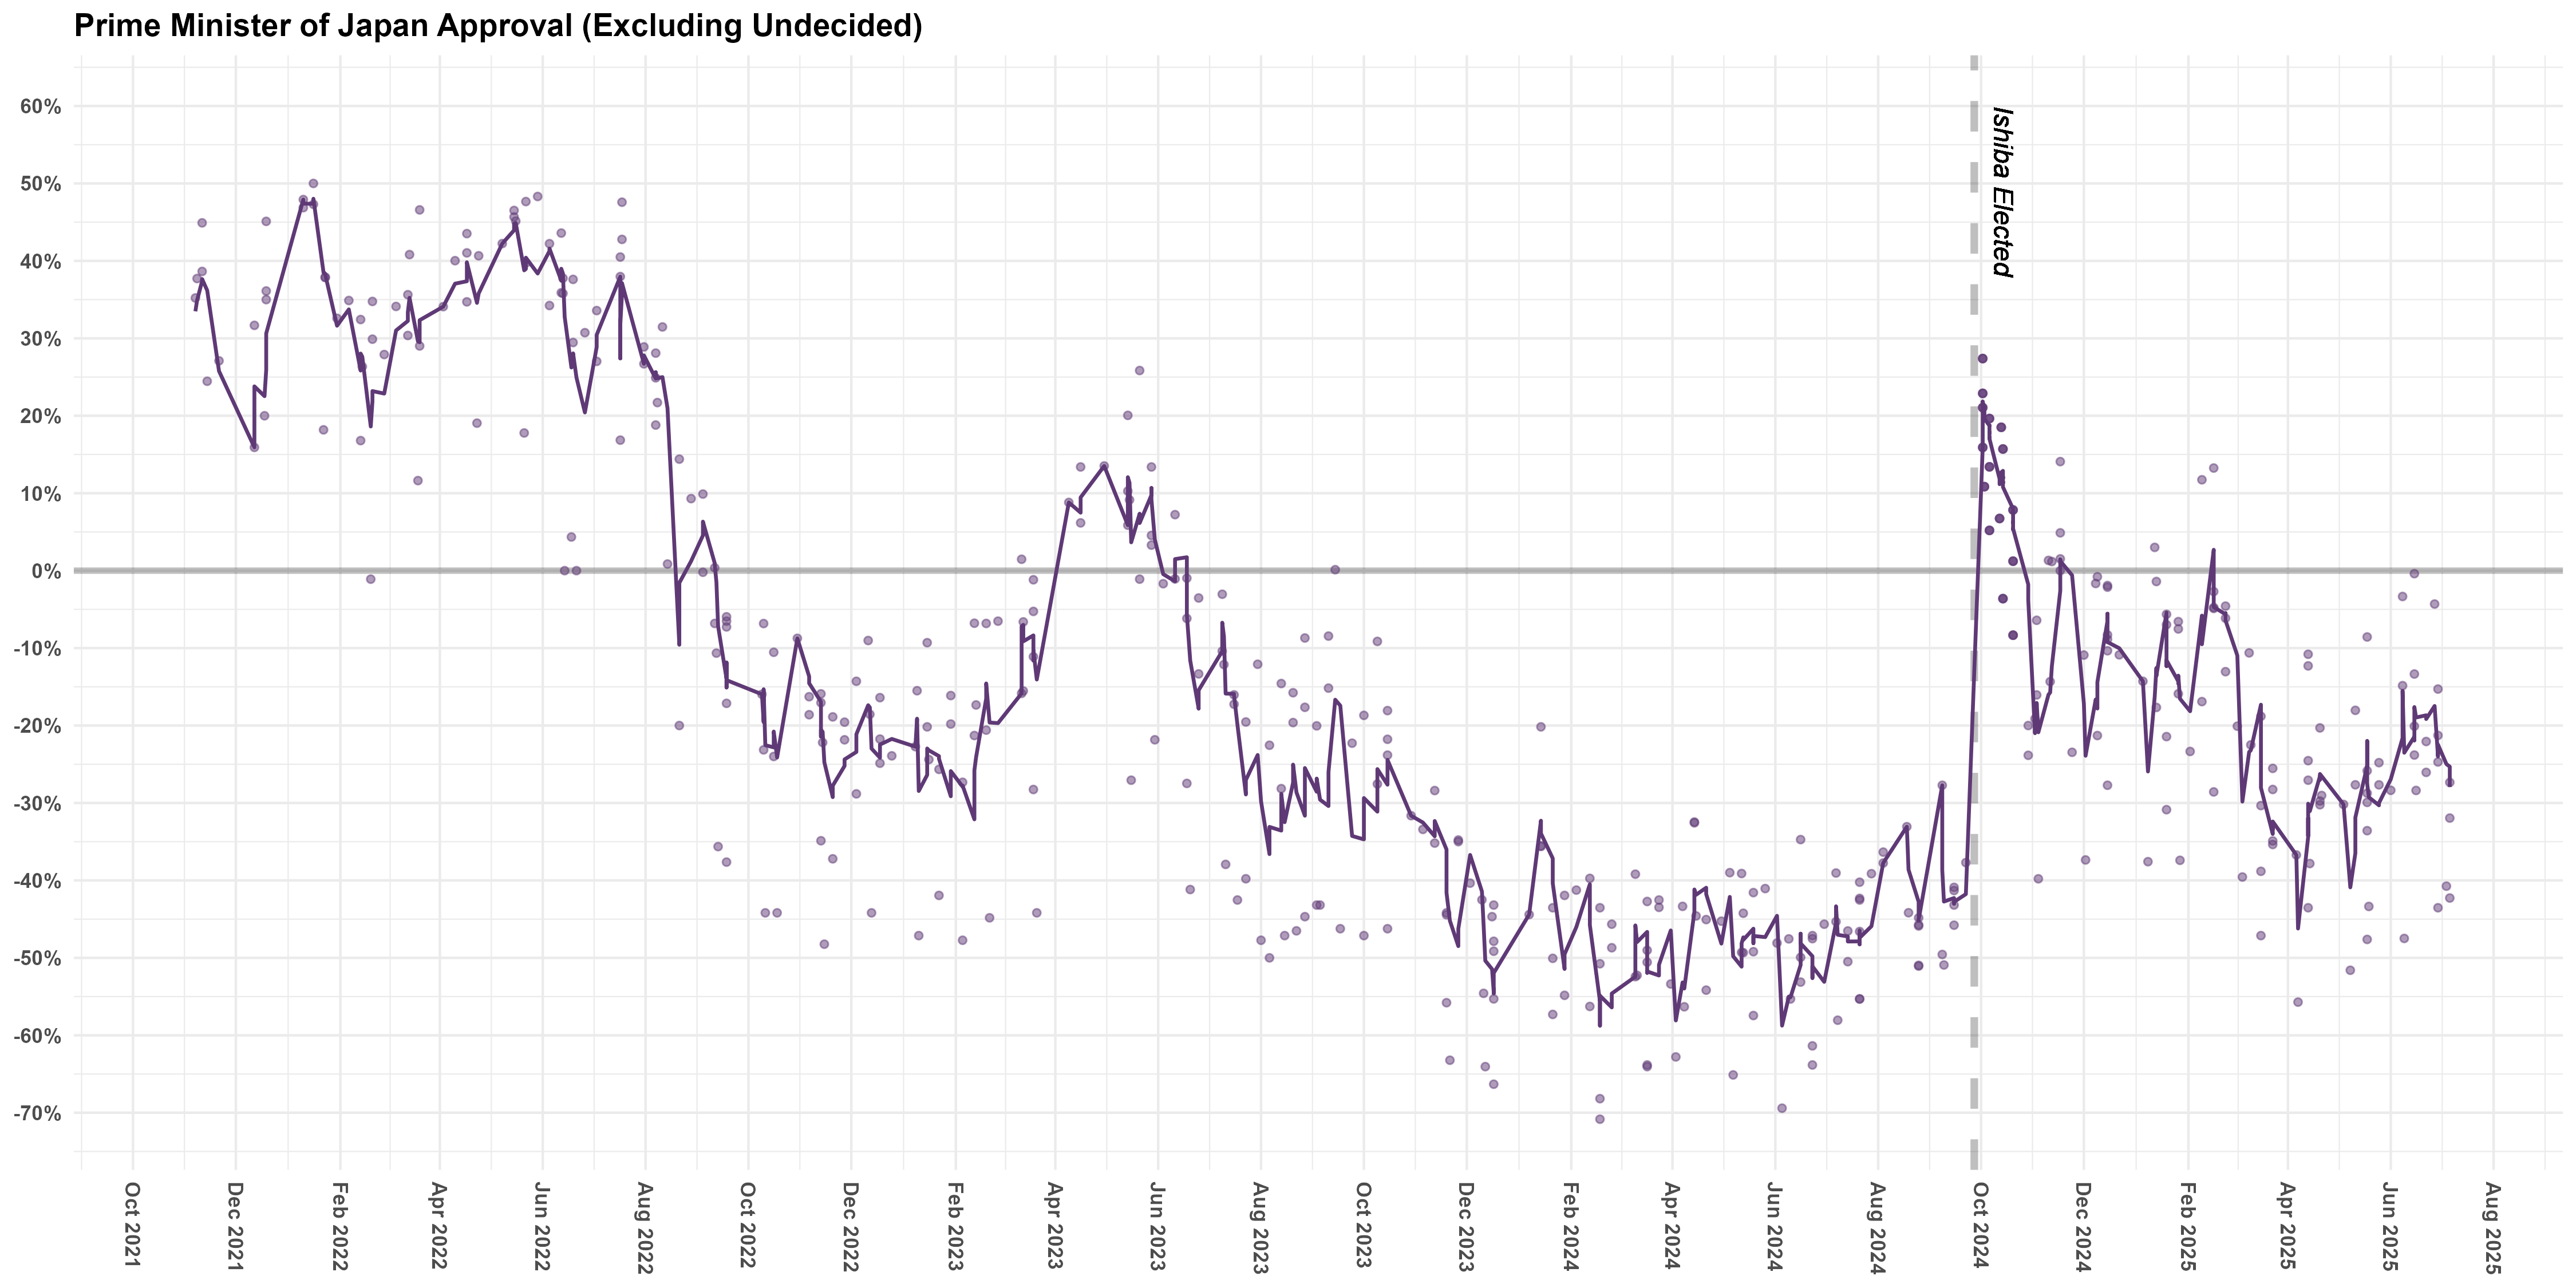 Prime Minister of Japan Approval (Excluding Undecided)
60%
50%
40%
30%
20%
10%
0%
-10%
-20%
-30%
-40%
-50%
-60%
-70%
Ishiba Elected
Oct 2021
Dec 2021
Feb 2022
Apr 2022
Jun 2022
Aug 2022
Oct 2022
Dec 2022
Feb 2023
Apr 2023
Jun 2023
Aug 2023
Oct 2023
Dec 2023
Feb 2024
Apr 2024
Jun 2024
Aug 2024
Oct 2024
Dec 2024
Feb 2025
Apr 2025
Jun 2025
Aug 2025